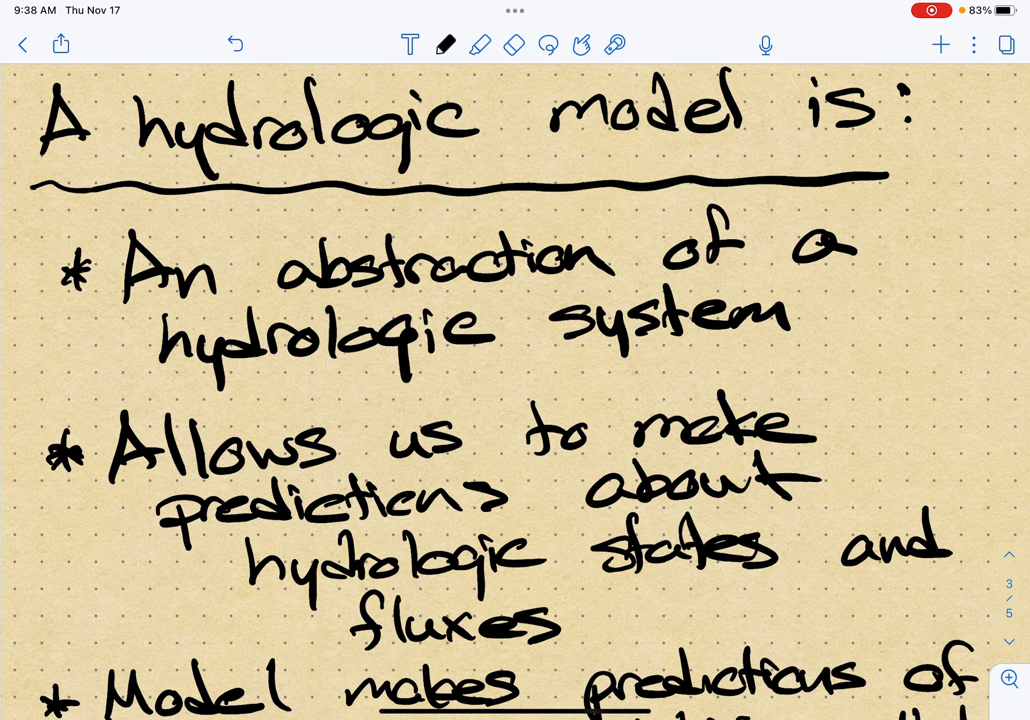 9:38 AM Thu Nov 17
83%
A hydrologic model is:
* An abstraction of a
hydrologic system
* Allows us to make
predictions about
hydrologic states and
fluxes
3
/
5
* Model makes predictions of